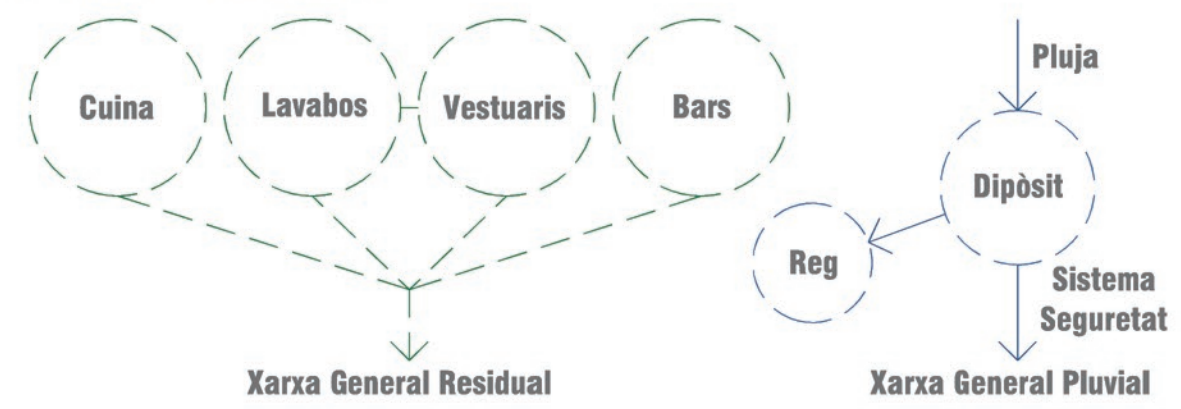 Cuina
Lavabos
Vestuaris
Bars
Xarxa General Residual
Pluja
Dipòsit
Reg
Sistema
Seguretat
Xarxa General Pluvial